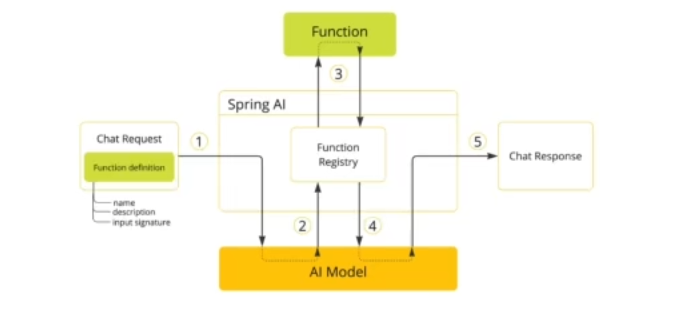 Function
3
Spring AI
Chat Request
1
Function definition
name
description
input signature
Function
Registry
5
Chat Response
2
4
AI Model